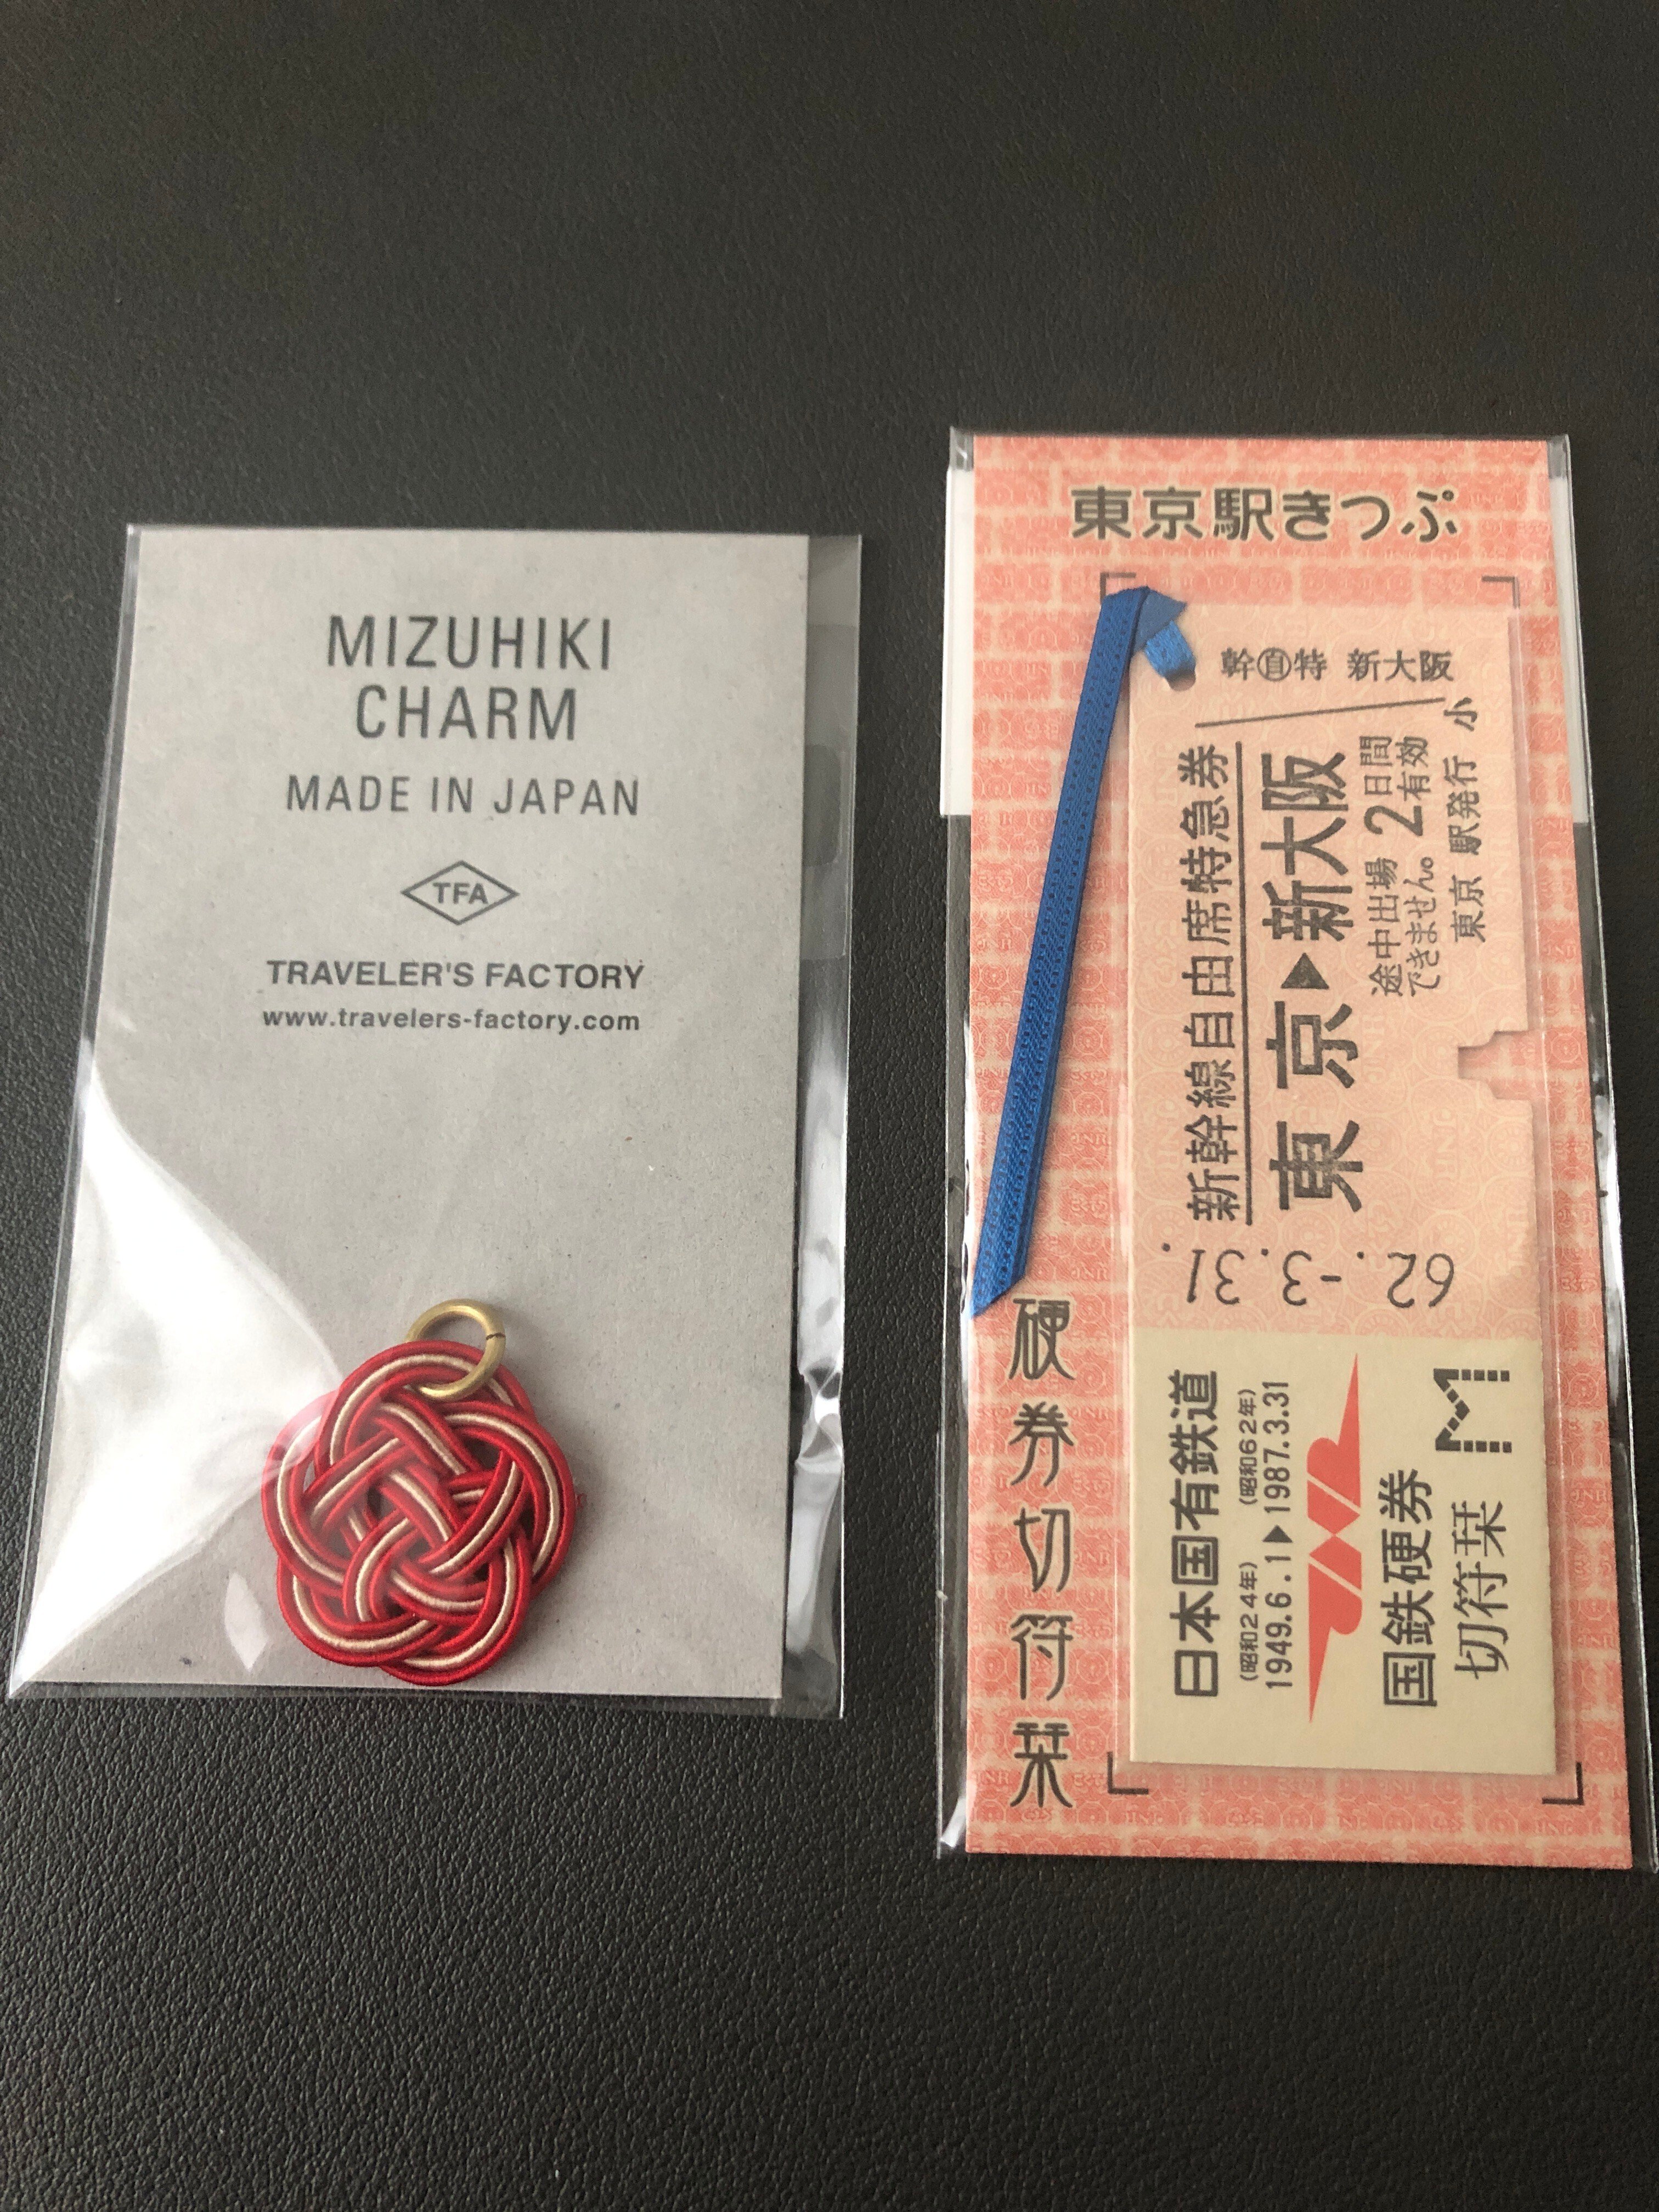 MIZUHIKI
CHARM
MADE IN JAPAN
TFA
TRAVELER'S FACTORY
www.travelers-factory.com
東京駅きっぷ
硬券切符栞
幹自特 新大阪
新幹線自由席特急券
東京▶新大阪
途中出場
できません。
2日間
有効
東京 駅発行 小
62.-3.31.
日本国有鉄道
(昭和24年) (昭和62年)
1949.6.1▶1987.3.31
国鉄硬券
切符栞
M